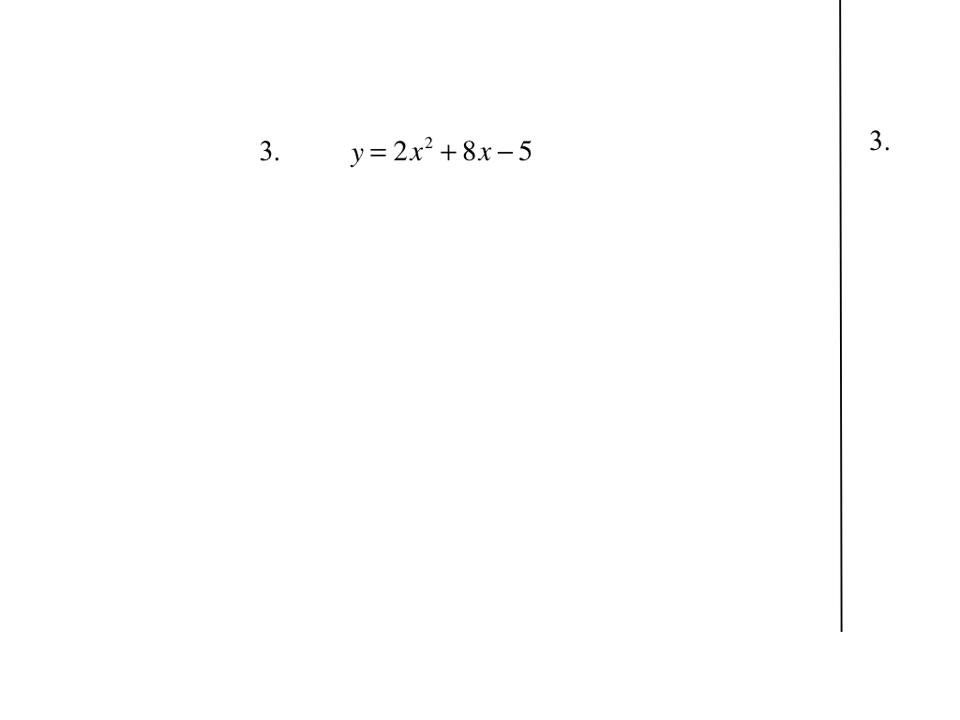 3. y = 2x² + 8x − 5
3.